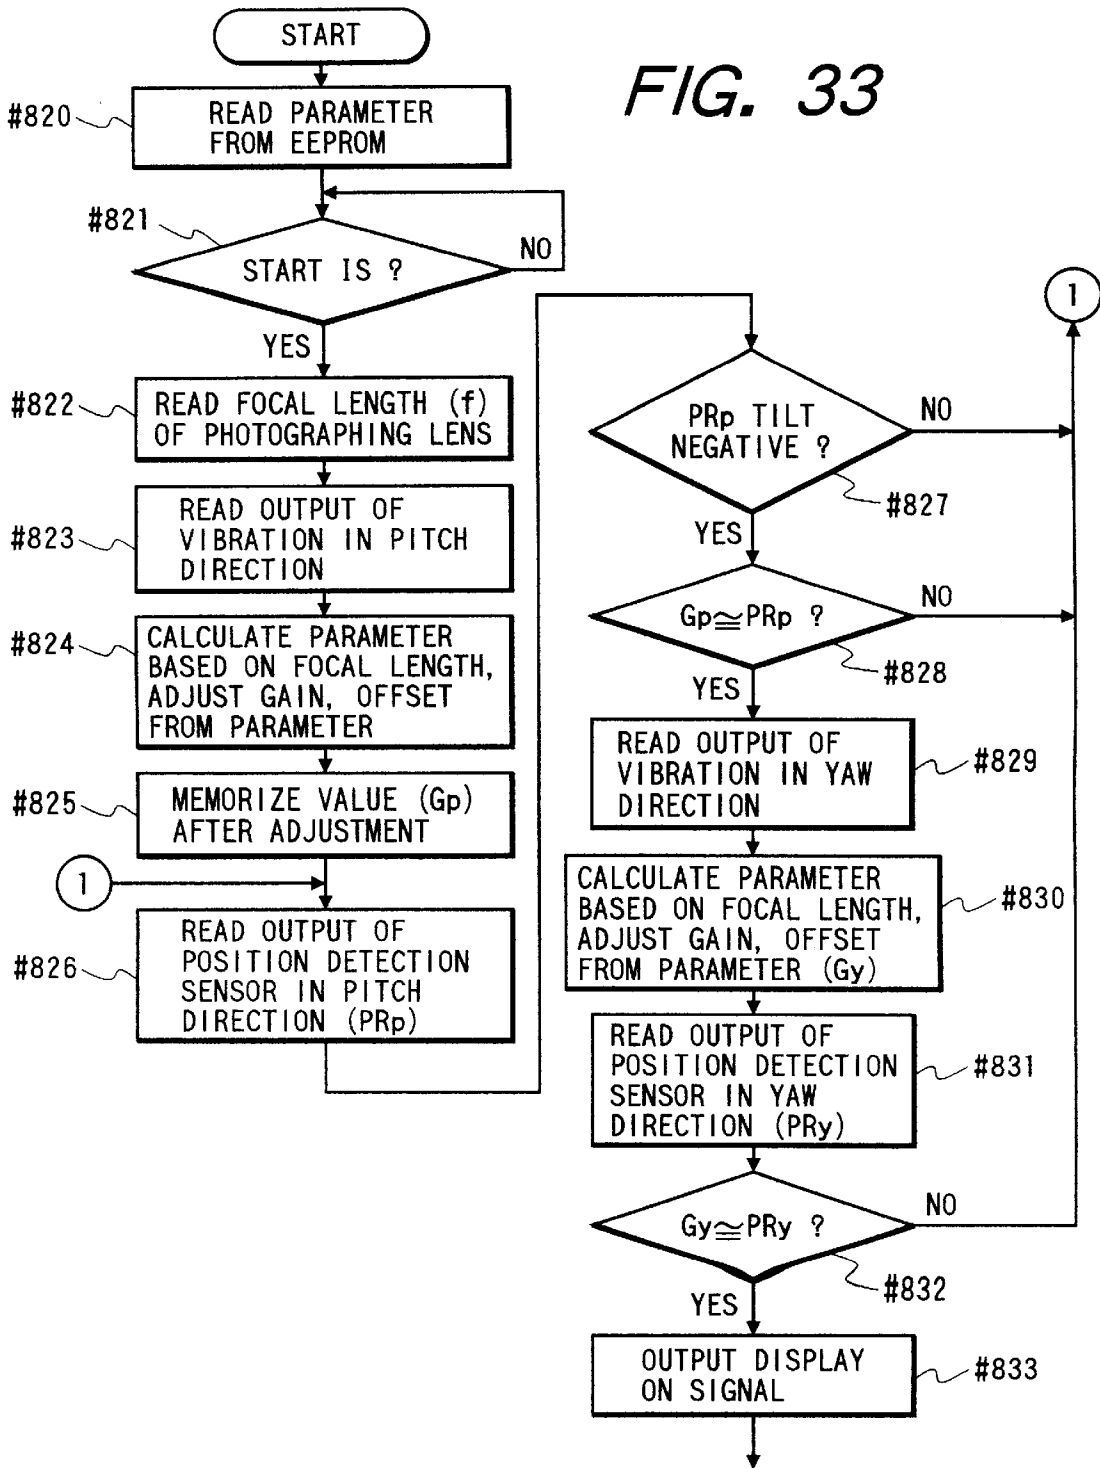 START
FIG. 33
#820
READ PARAMETER
FROM EEPROM
#821
START IS ?
NO
YES
#822
READ FOCAL LENGTH (f)
OF PHOTOGRAPHING LENS
#823
READ OUTPUT OF
VIBRATION IN PITCH
DIRECTION
#824
CALCULATE PARAMETER
BASED ON FOCAL LENGTH,
ADJUST GAIN, OFFSET
FROM PARAMETER
#825
MEMORIZE VALUE (Gp)
AFTER ADJUSTMENT
1
#826
READ OUTPUT OF
POSITION DETECTION
SENSOR IN PITCH
DIRECTION (PRp)
1
PRp TILT
NEGATIVE ?
NO
#827
YES
Gp≅PRp ?
NO
#828
YES
READ OUTPUT OF
VIBRATION IN YAW
DIRECTION
#829
CALCULATE PARAMETER
BASED ON FOCAL LENGTH,
ADJUST GAIN, OFFSET
FROM PARAMETER (Gy)
#830
READ OUTPUT OF
POSITION DETECTION
SENSOR IN YAW
DIRECTION (PRy)
#831
Gy≅PRy ?
NO
#832
YES
OUTPUT DISPLAY
ON SIGNAL
#833